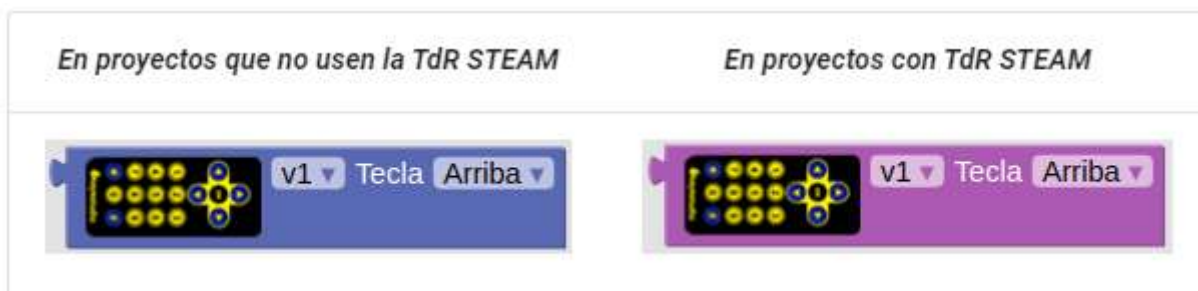 En proyectos que no usen la TdR STEAM
En proyectos con TdR STEAM
v1 Tecla Arriba
v1 Tecla Arriba